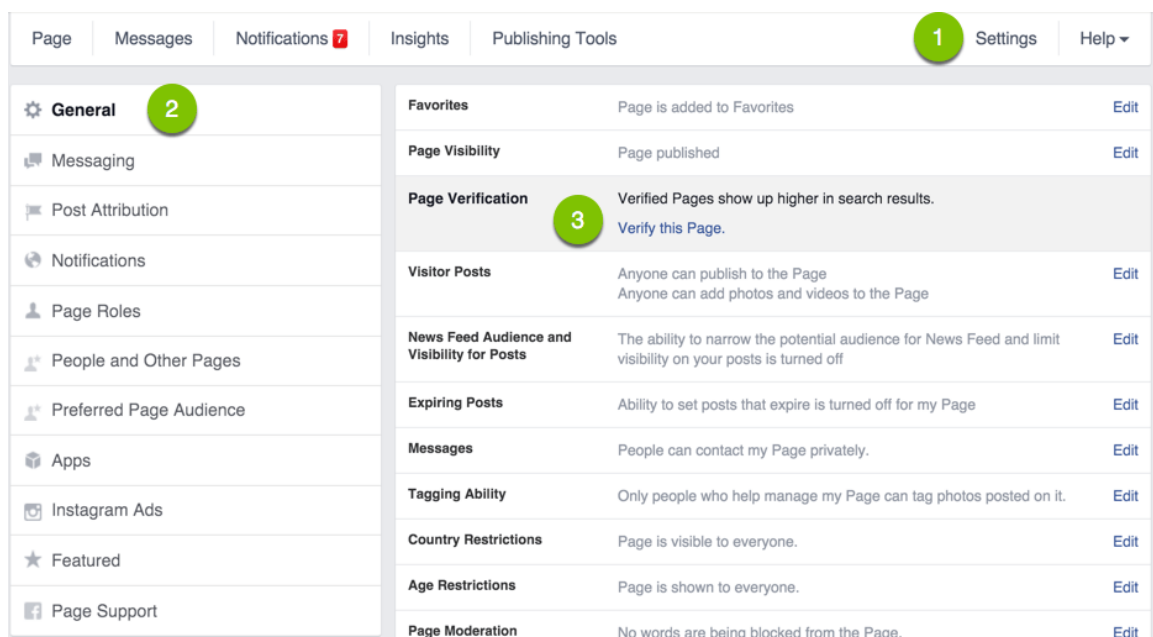 Page Messages Notifications 7 Insights Publishing Tools 1 Settings Help
General 2
Messaging
Post Attribution
Notifications
Page Roles
People and Other Pages
Preferred Page Audience
Apps
Instagram Ads
Featured
Page Support
Favorites Page is added to Favorites Edit
Page Visibility Page published Edit
Page Verification Verified Pages show up higher in search results.
3 Verify this Page.
Visitor Posts Anyone can publish to the Page Edit
Anyone can add photos and videos to the Page
News Feed Audience and The ability to narrow the potential audience for News Feed and limit Edit
Visibility for Posts visibility on your posts is turned off
Expiring Posts Ability to set posts that expire is turned off for my Page Edit
Messages People can contact my Page privately. Edit
Tagging Ability Only people who help manage my Page can tag photos posted on it. Edit
Country Restrictions Page is visible to everyone. Edit
Age Restrictions Page is shown to everyone. Edit
Page Moderation No words are being blocked from the Page. Edit